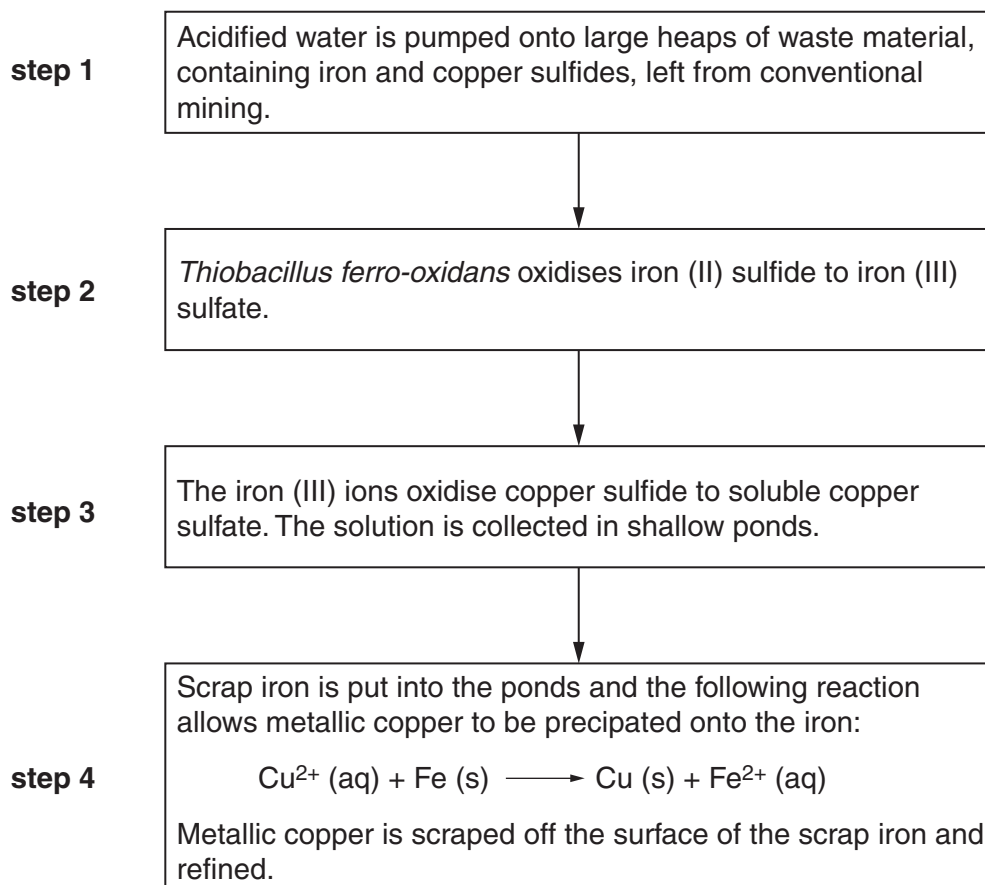 step 1
Acidified water is pumped onto large heaps of waste material,
containing iron and copper sulfides, left from conventional
mining.
step 2
Thiobacillus ferro-oxidans oxidises iron (II) sulfide to iron (III)
sulfate.
step 3
The iron (III) ions oxidise copper sulfide to soluble copper
sulfate. The solution is collected in shallow ponds.
step 4
Scrap iron is put into the ponds and the following reaction
allows metallic copper to be precipated onto the iron:
Cu²⁺ (aq) + Fe (s) ⟶ Cu (s) + Fe²⁺ (aq)
Metallic copper is scraped off the surface of the scrap iron and
refined.